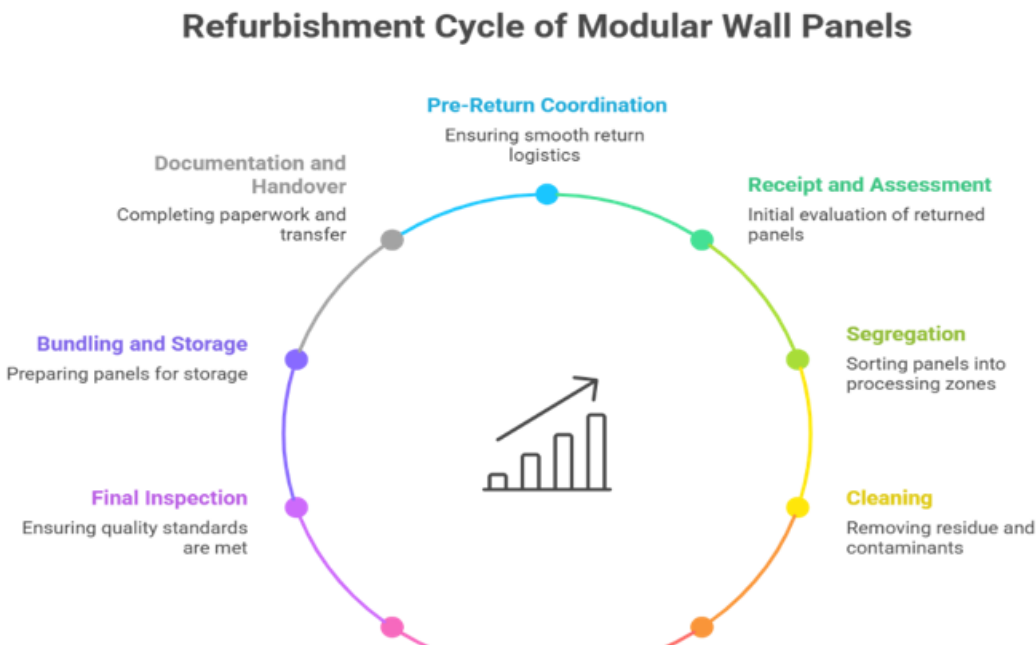 Refurbishment Cycle of Modular Wall Panels
Pre-Return Coordination
Ensuring smooth return
logistics
Receipt and Assessment
Initial evaluation of returned
panels
Segregation
Sorting panels into
processing zones
Cleaning
Removing residue and
contaminants
Final Inspection
Ensuring quality standards
are met
Bundling and Storage
Preparing panels for storage
Documentation and
Handover
Completing paperwork and
transfer